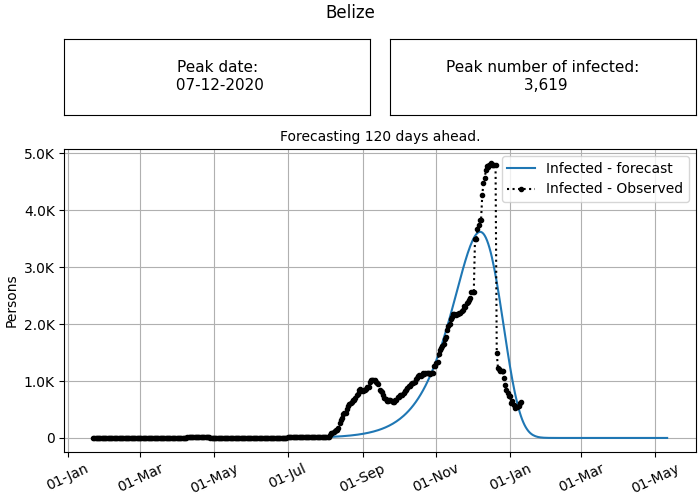 Belize
Peak date:
07-12-2020
Peak number of infected:
3,619
Forecasting 120 days ahead.
5.0K
4.0K
3.0K
2.0K
1.0K
0
Persons
Infected - forecast
Infected - Observed
01-Jan
01-Mar
01-May
01-Jul
01-Sep
01-Nov
01-Jan
01-Mar
01-May